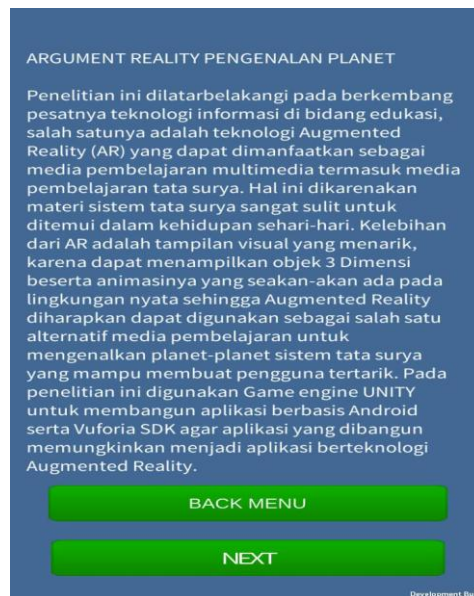 ARGUMENT REALITY PENGENALAN PLANET
Penelitian ini dilatarbelakangi pada berkembang
pesatnya teknologi informasi di bidang edukasi,
salah satunya adalah teknologi Augmented
Reality (AR) yang dapat dimanfaatkan sebagai
media pembelajaran multimedia termasuk media
pembelajaran tata surya. Hal ini dikarenakan
materi sistem tata surya sangat sulit untuk
ditemui dalam kehidupan sehari-hari. Kelebihan
dari AR adalah tampilan visual yang menarik,
karena dapat menampilkan objek 3 Dimensi
beserta animasinya yang seakan-akan ada pada
lingkungan nyata sehingga Augmented Reality
diharapkan dapat digunakan sebagai salah satu
alternatif media pembelajaran untuk
mengenalkan planet-planet sistem tata surya
yang mampu membuat pengguna tertarik. Pada
penelitian ini digunakan Game engine UNITY
untuk membangun aplikasi berbasis Android
serta Vuforia SDK agar aplikasi yang dibangun
memungkinkan menjadi aplikasi berteknologi
Augmented Reality.
BACK MENU
NEXT
Development Bu